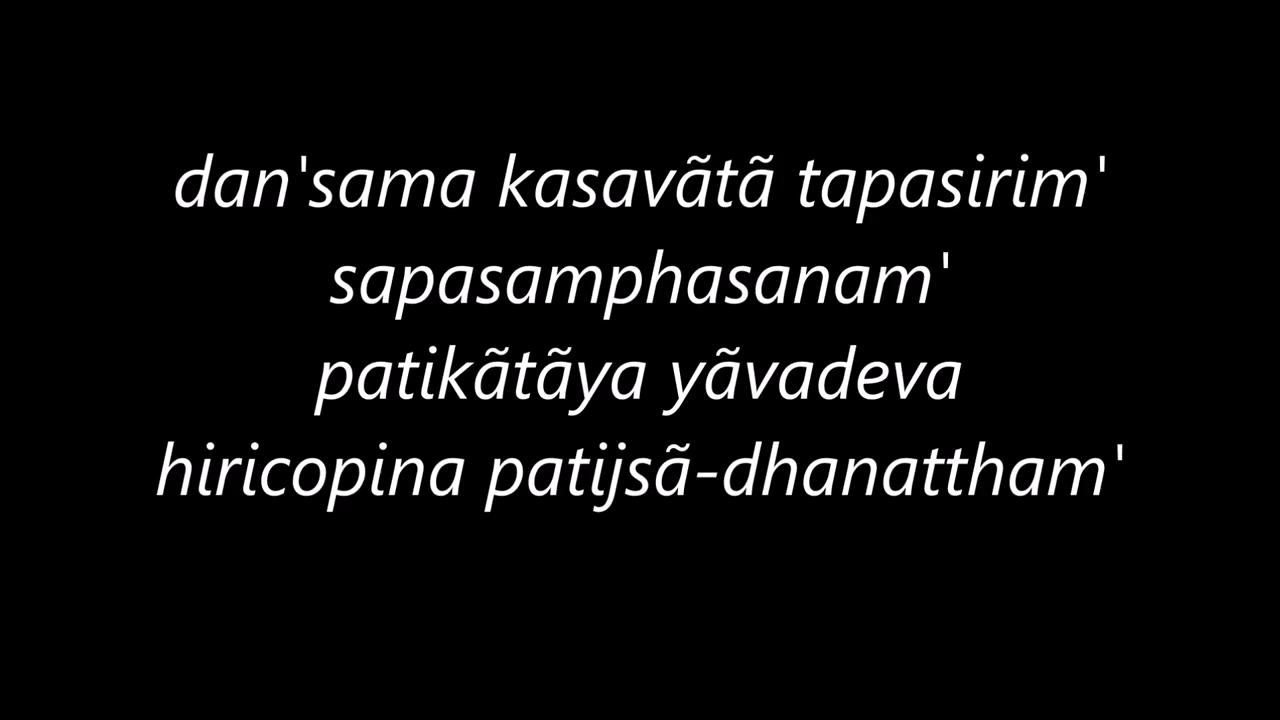 dan'sama kasavãtã tapasirim'
sapasamphasanam'
patikãtãya yãvadeva
hiricopina patijsã-dhanattham'